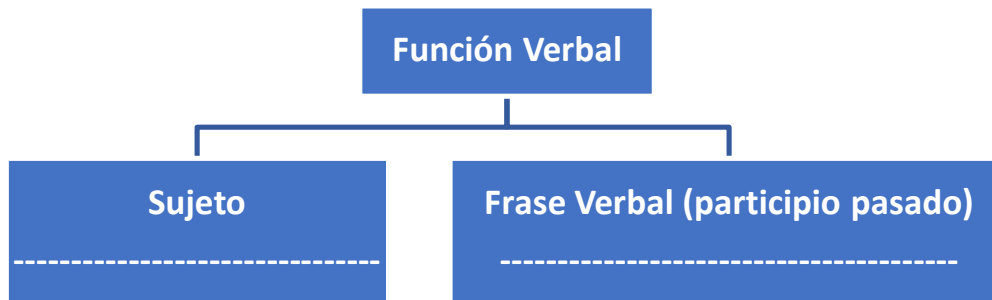 Función Verbal
Sujeto
--------------------------------
Frase Verbal (participio pasado)
----------------------------------------